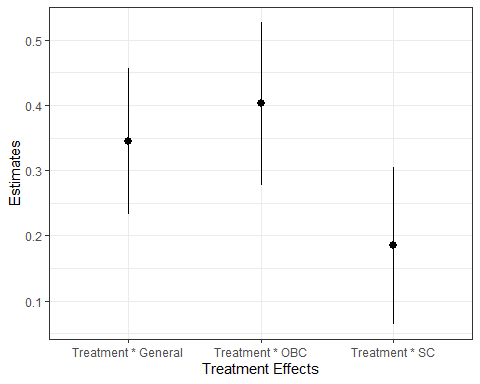 Estimates
0.5
0.4
0.3
0.2
0.1
Treatment * General
Treatment * OBC
Treatment * SC
Treatment Effects